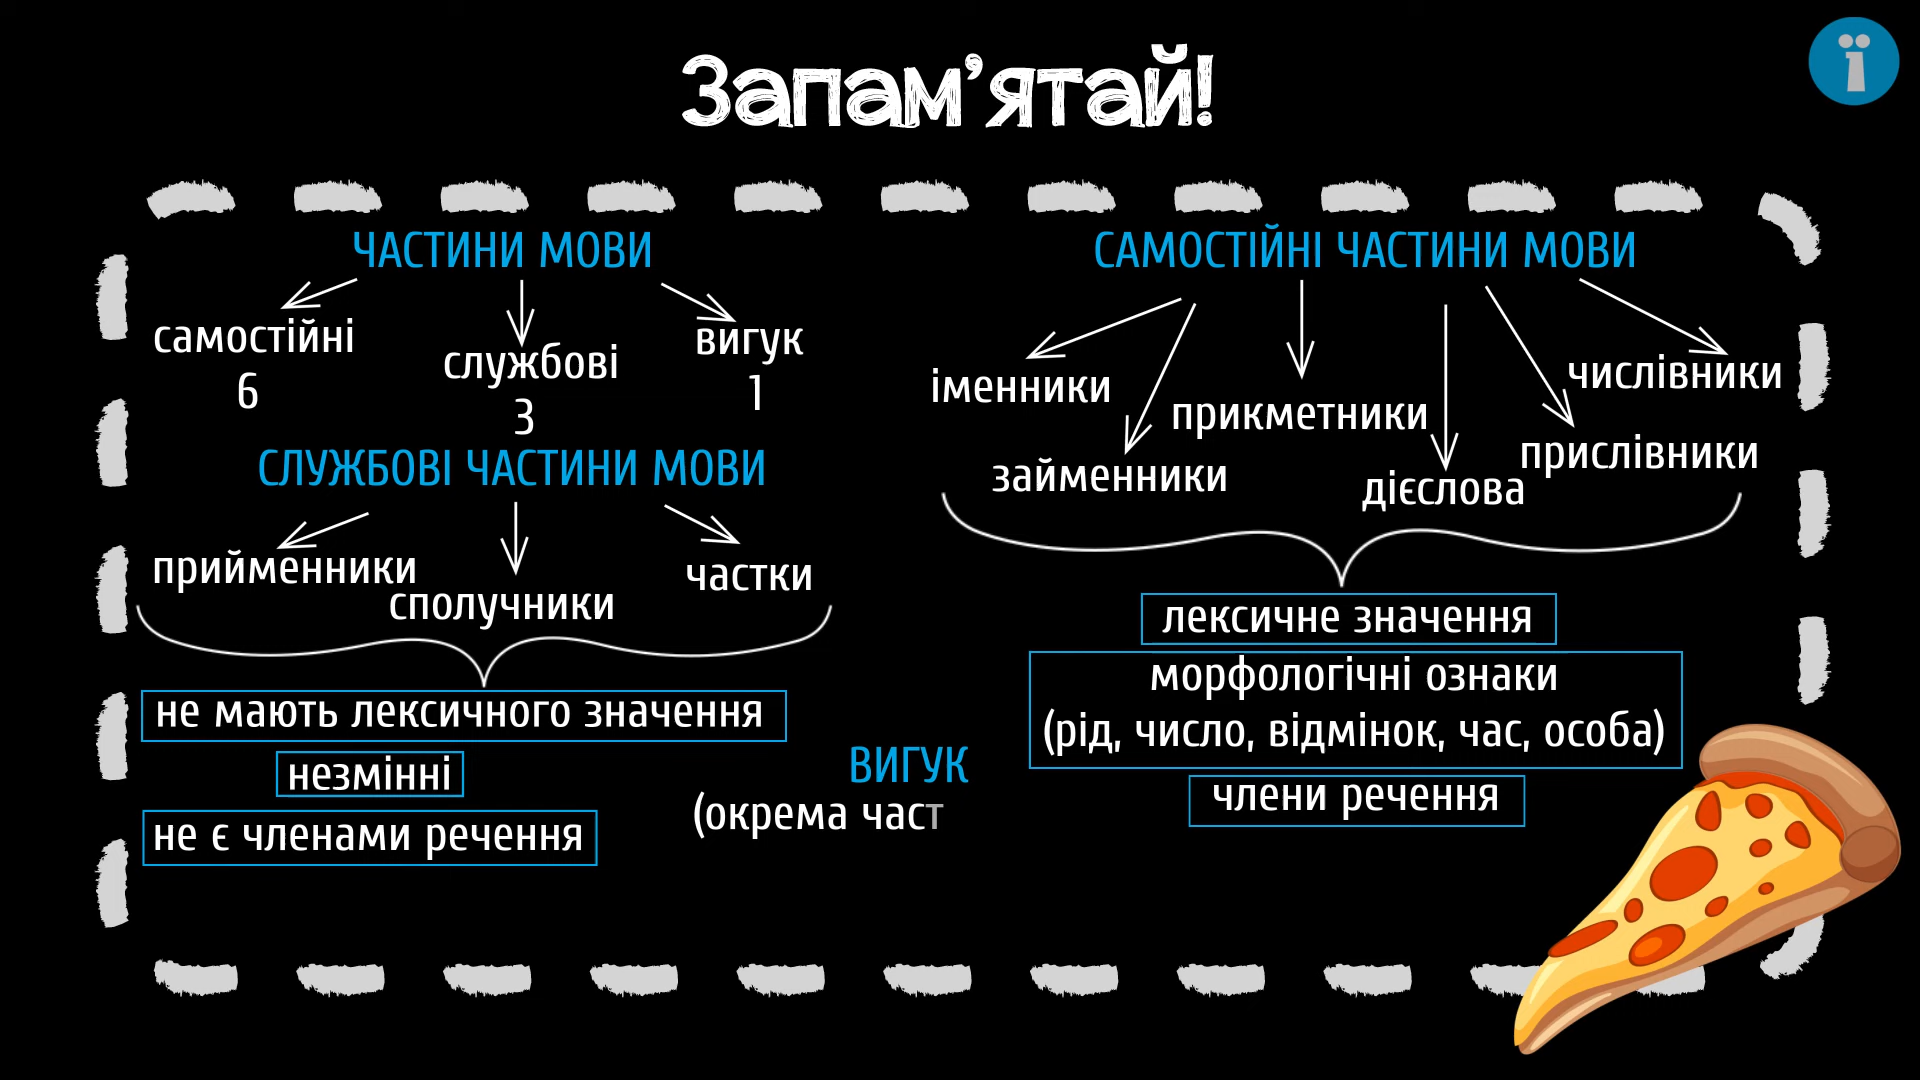 Запам’ятай!
ї
ЧАСТИНИ МОВИ
самостійні
6
службові
3
вигук
1
СЛУЖБОВІ ЧАСТИНИ МОВИ
прийменники
сполучники
частки
не мають лексичного значення
незмінні
не є членами речення
ВИГУК
(окрема част
САМОСТІЙНІ ЧАСТИНИ МОВИ
іменники
займенники
прикметники
дієслова
прислівники
числівники
лексичне значення
морфологічні ознаки
(рід, число, відмінок, час, особа)
члени речення